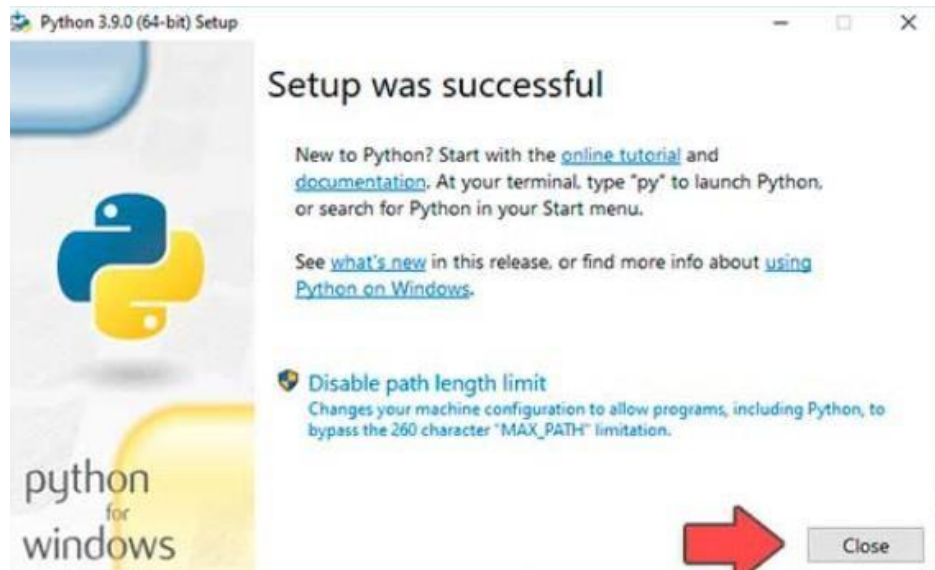 Python 3.9.0 (64-bit) Setup
Setup was successful
New to Python? Start with the online tutorial and
documentation. At your terminal, type "py" to launch Python,
or search for Python in your Start menu.
See what's new in this release, or find more info about using
Python on Windows.
Disable path length limit
Changes your machine configuration to allow programs, including Python, to
bypass the 260 character "MAX_PATH" limitation.
python
for
windows
Close